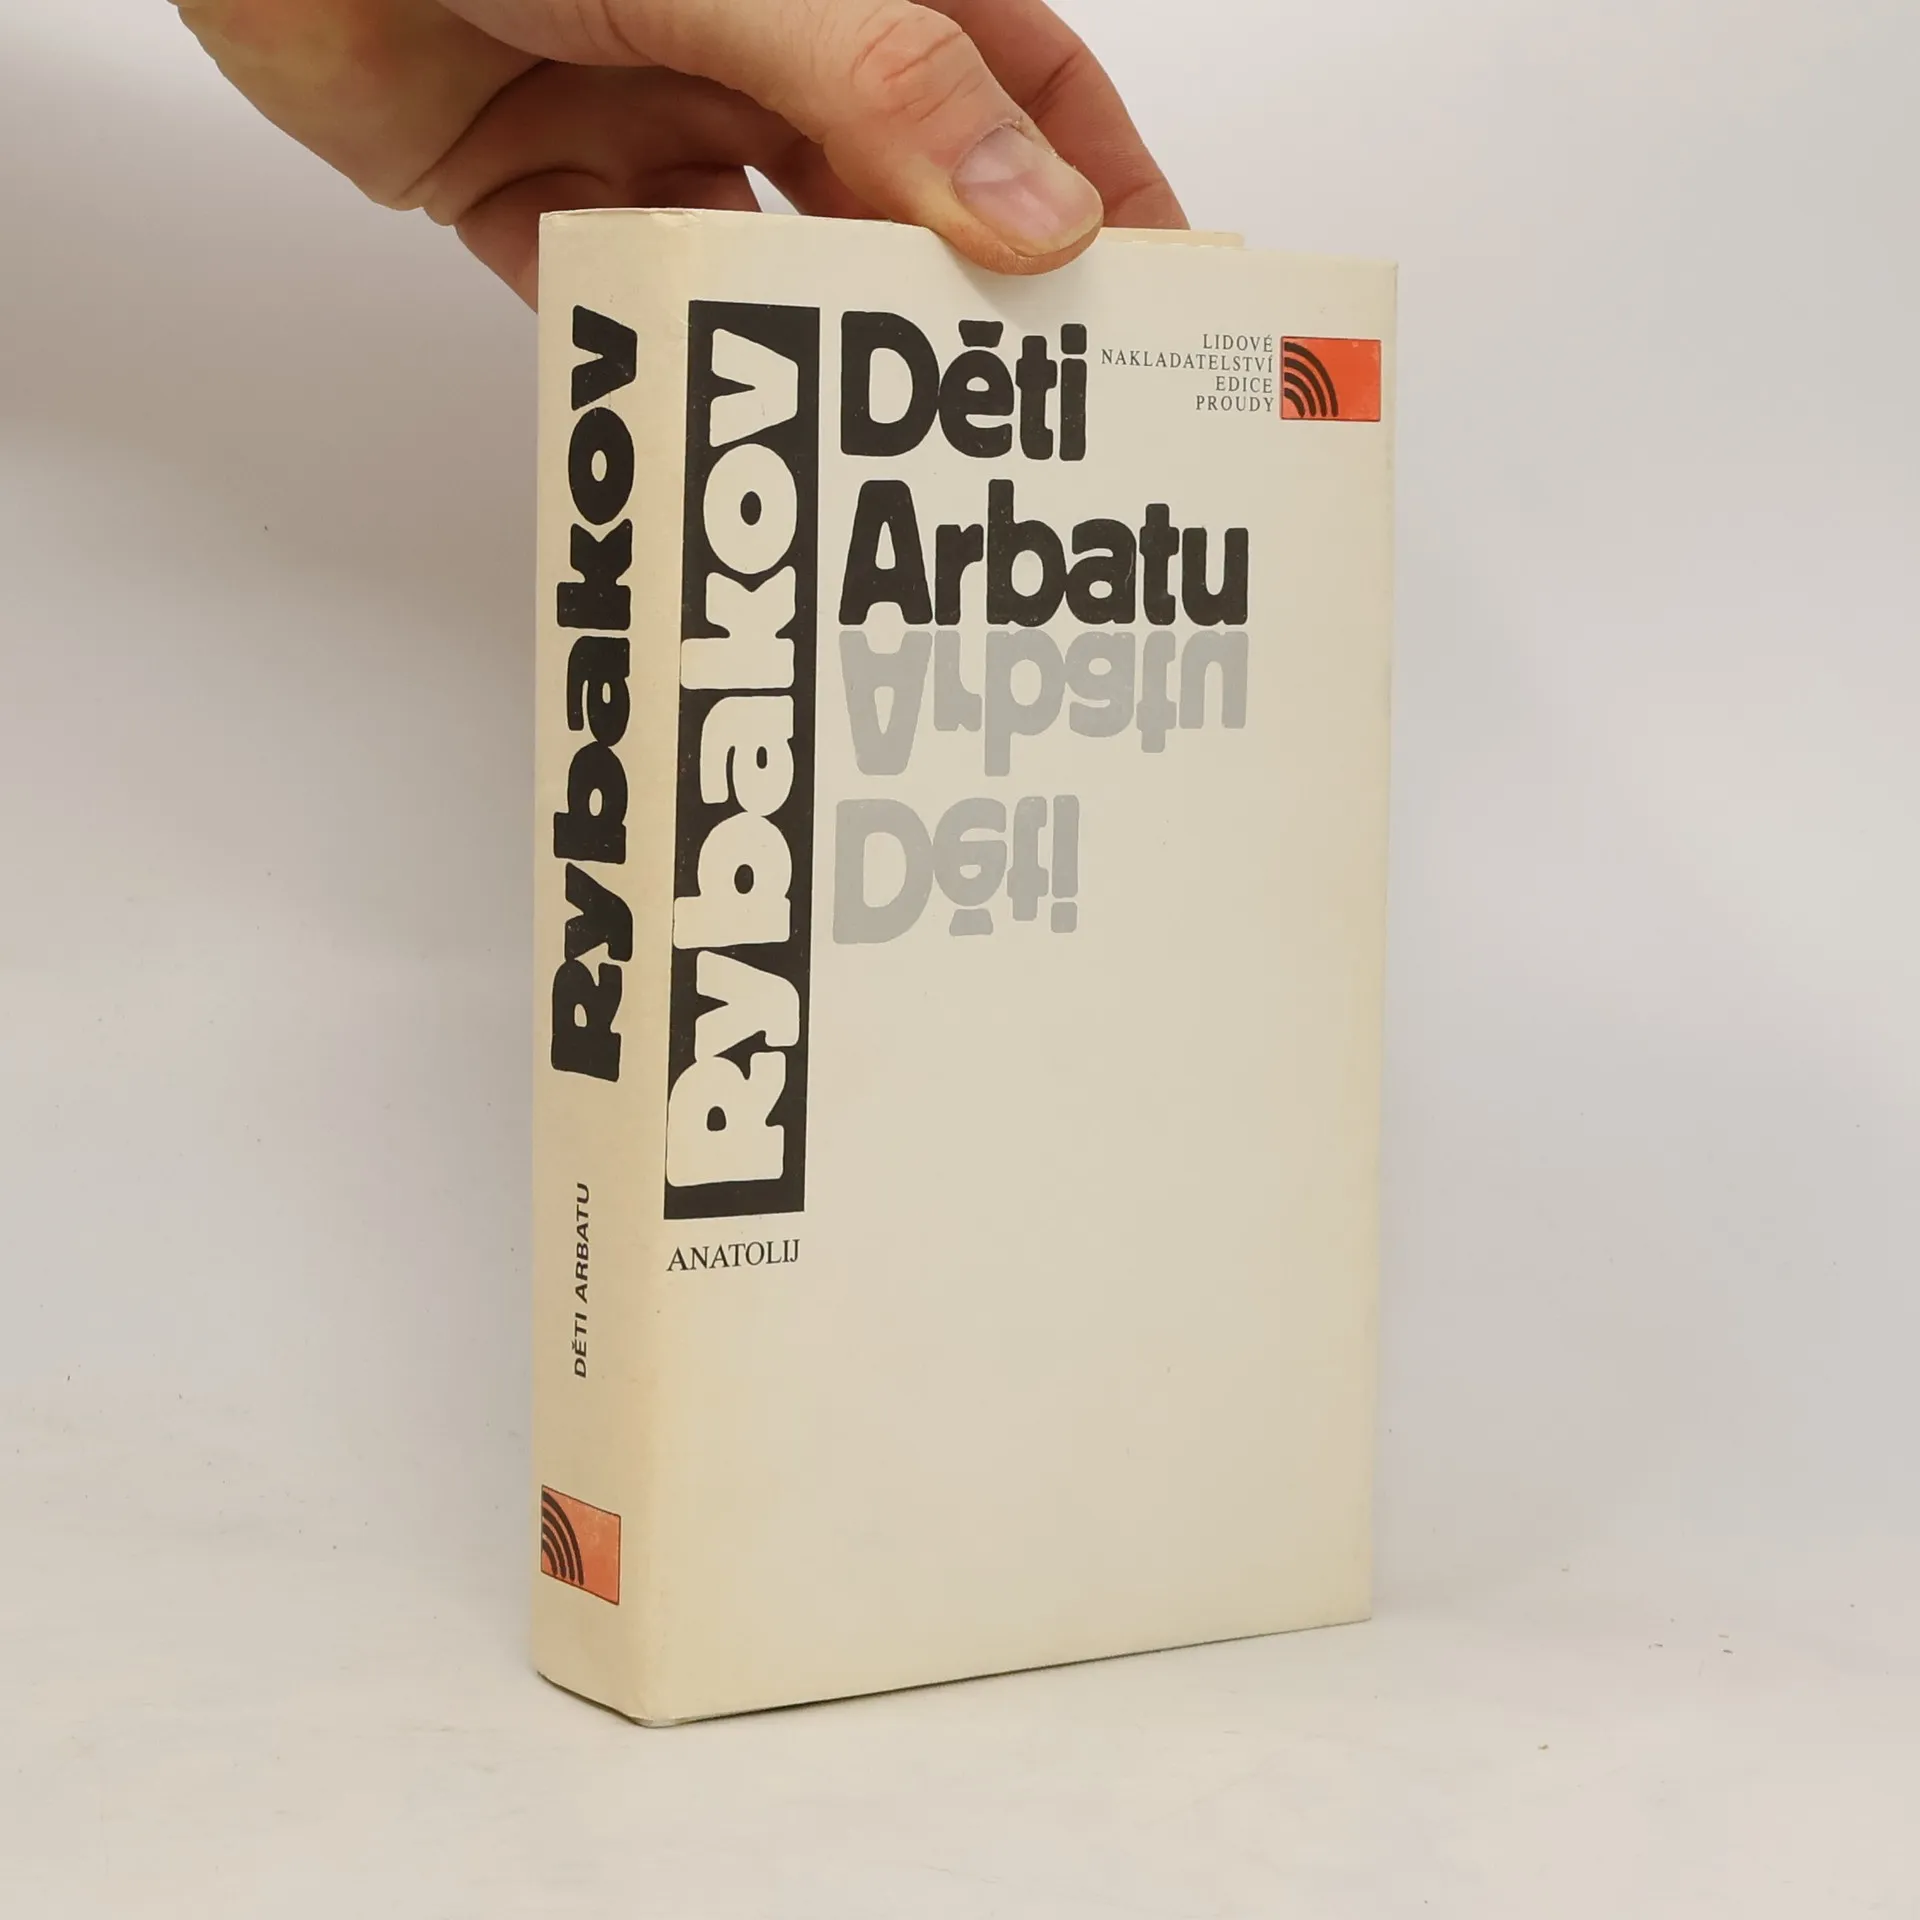 Rybakov
DĚTI ARBATU
Rybakov
ANATOLIJ
Děti
Arbatu
Arbatu
Děti
LIDOVÉ
NAKLADATELSTVÍ
EDICE
PROUDY